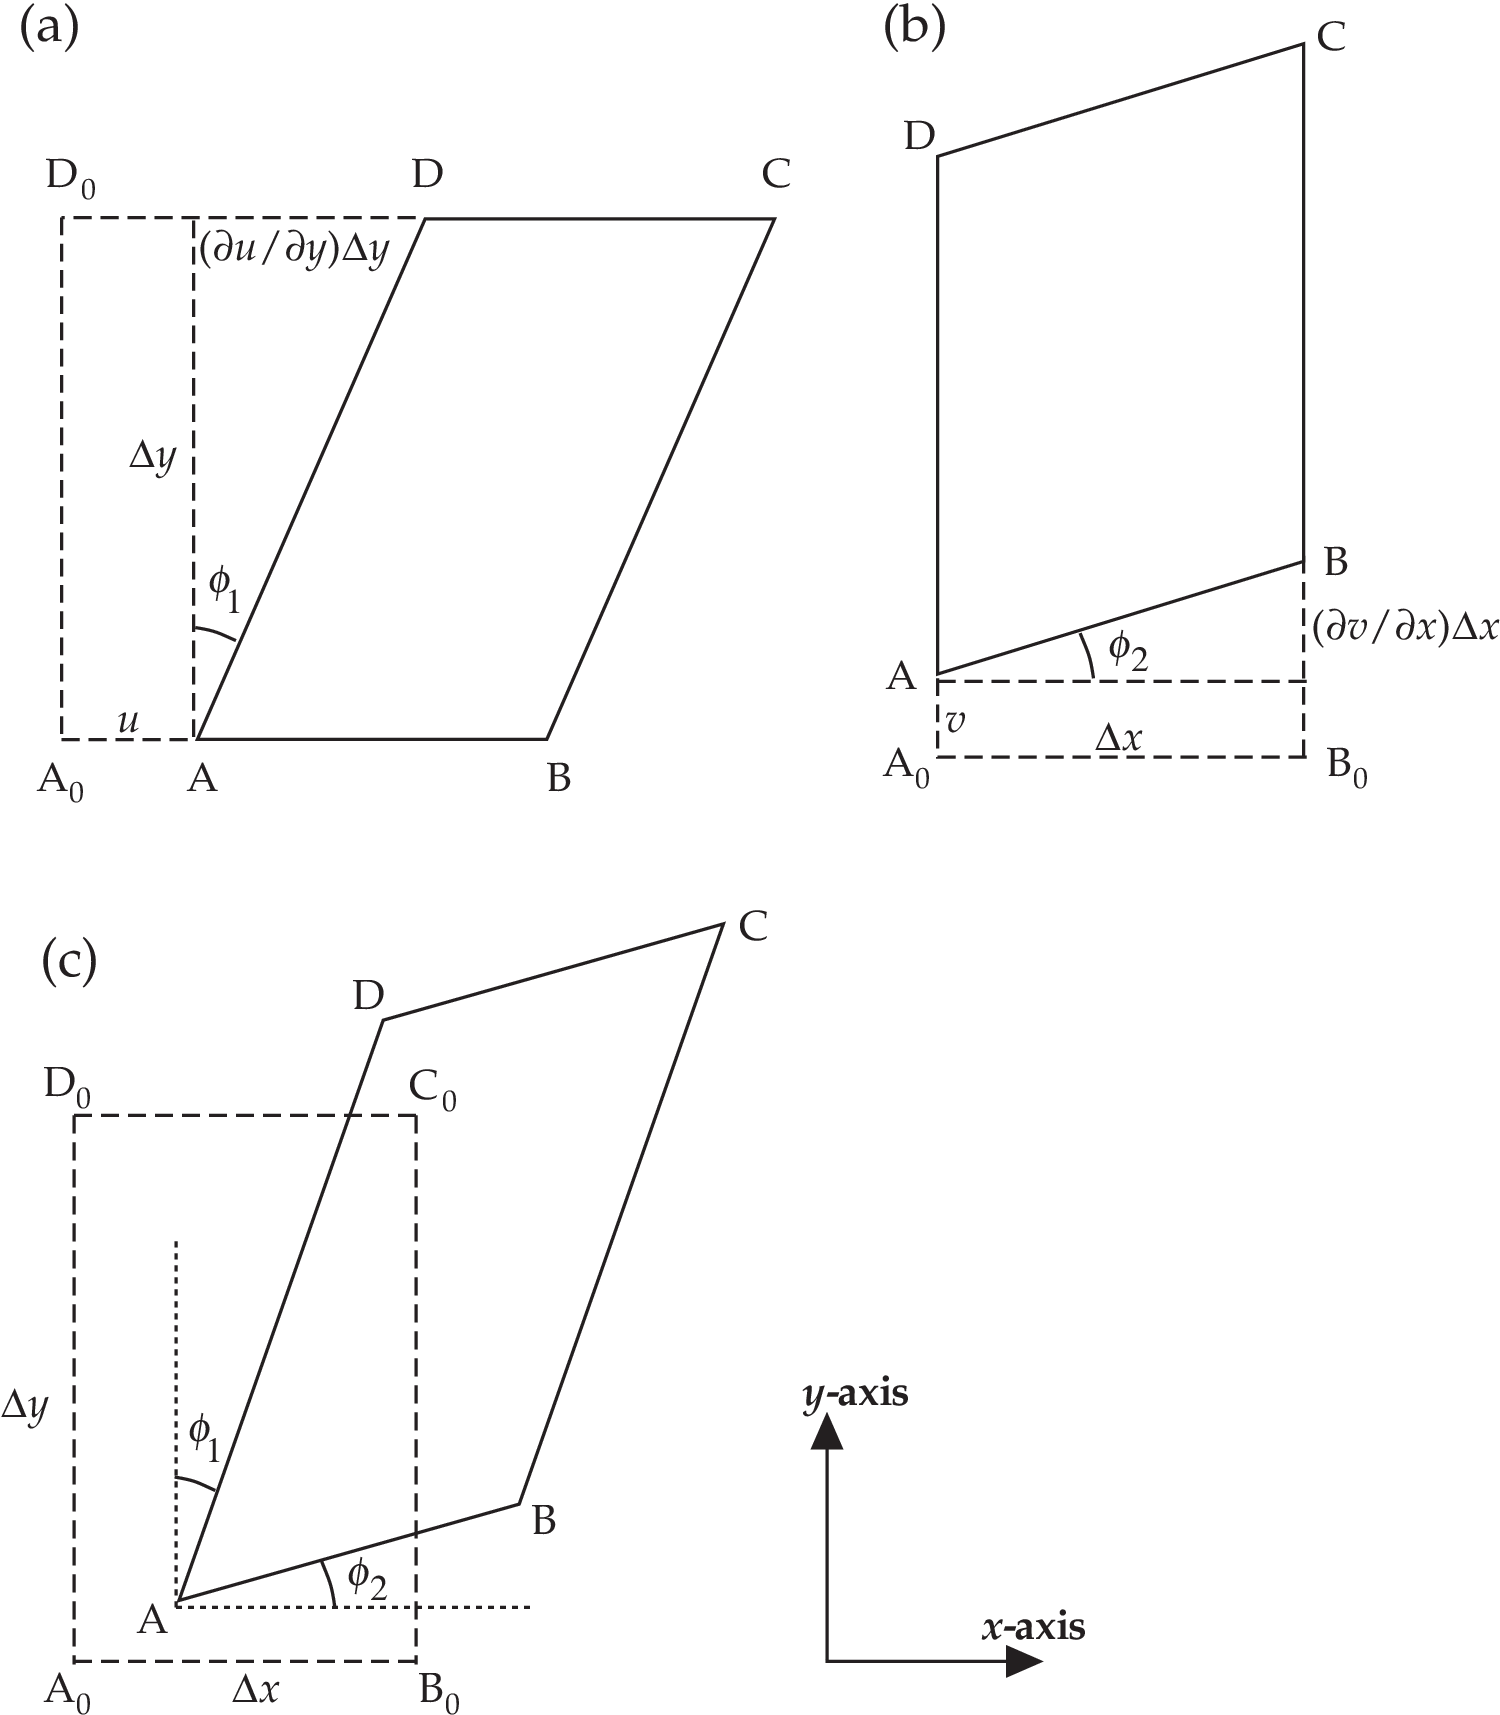 (a)
D₀ D C
(∂u/∂y)Δy
Δy
ϕ₁
u
A₀ A B
(b)
C
D
B
(∂v/∂x)Δx
ϕ₂
A
v
Δx
A₀ B₀
(c)
C
D
D₀ C₀
Δy
ϕ₁
B
ϕ₂
A
A₀ Δx B₀
y-axis
x-axis